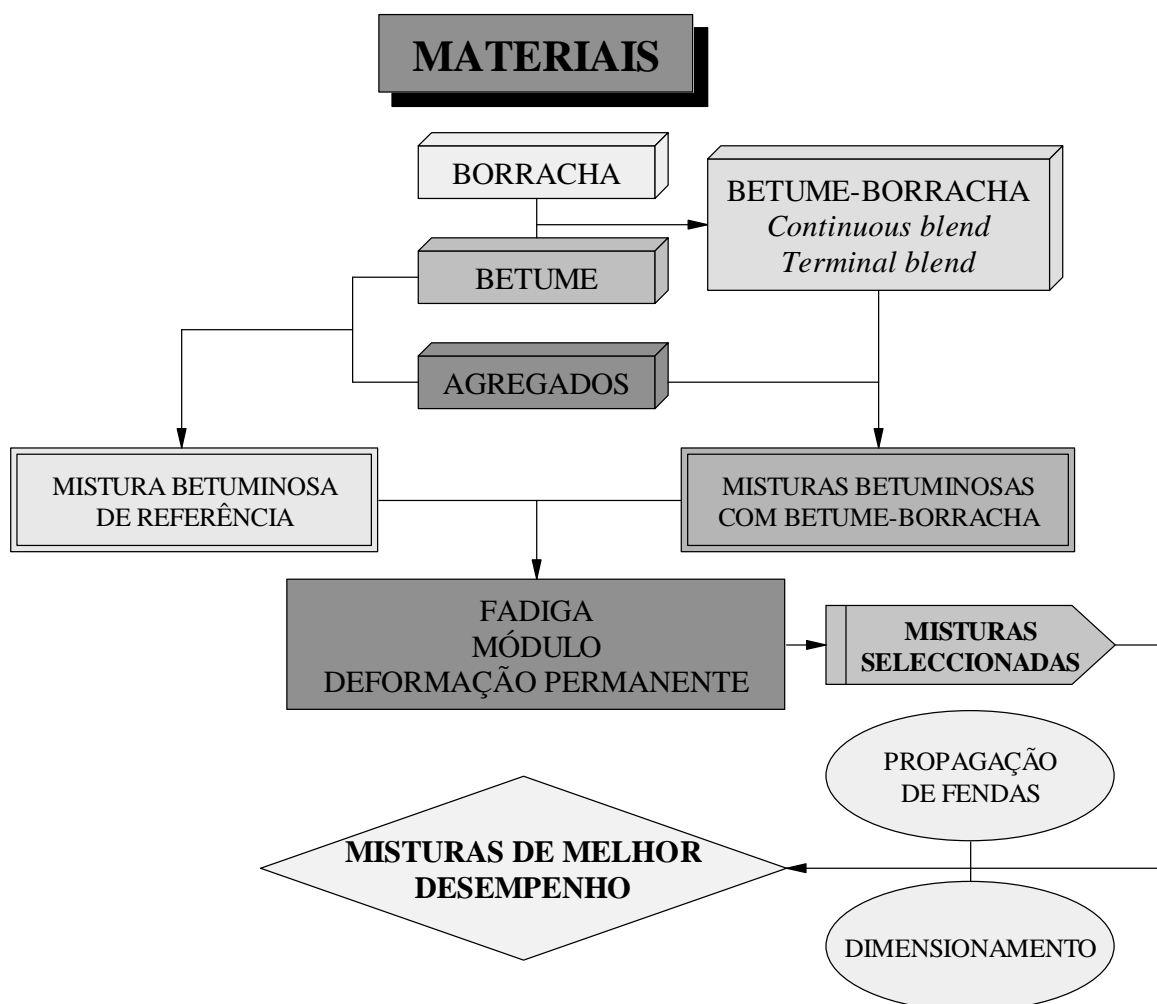 MATERIAIS
BORRACHA
BETUME-BORRACHA
Continuous blend
Terminal blend
BETUME
AGREGADOS
MISTURA BETUMINOSA
DE REFERÊNCIA
MISTURAS BETUMINOSAS
COM BETUME-BORRACHA
FADIGA
MÓDULO
DEFORMAÇÃO PERMANENTE
MISTURAS
SELECCIONADAS
PROPAGAÇÃO
DE FENDAS
MISTURAS DE MELHOR
DESEMPENHO
DIMENSIONAMENTO